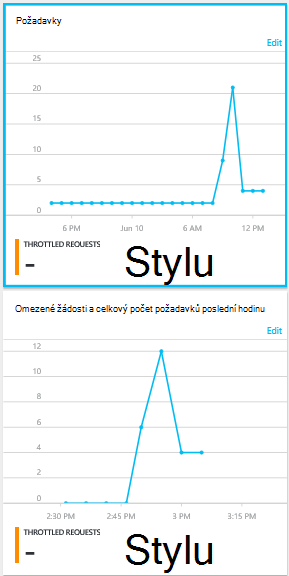 Požadavky
Edit
25
20
15
10
5
0
6 PM Jun 10 6 AM 12 PM
THROTTLED REQUESTS
-
Stylu
Omezené žádosti a celkový počet požadavků poslední hodinu
Edit
12
10
8
6
4
2
0
2:30 PM 2:45 PM 3 PM 3:15 PM
THROTTLED REQUESTS
-
Stylu